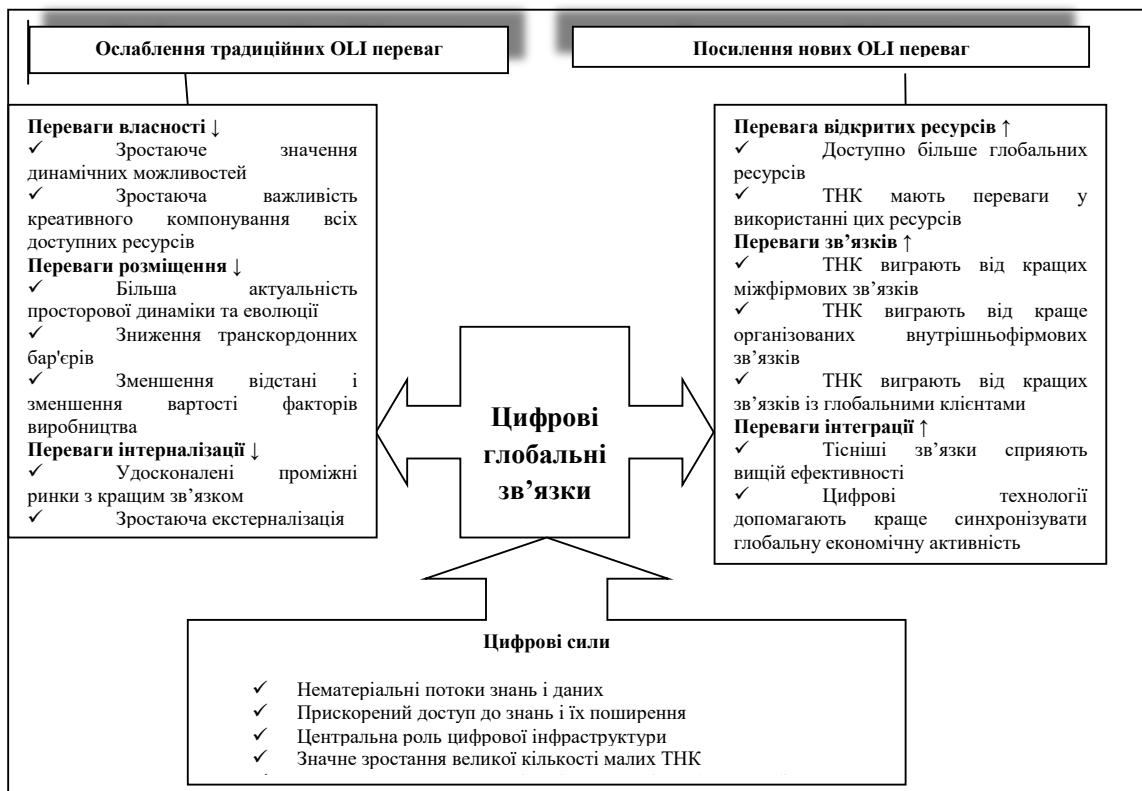 Ослаблення традиційних OLI переваг
Посилення нових OLI переваг
Переваги власності ↓
✓ Зростаюче значення
динамічних можливостей
✓ Зростаюча важливість
креативного компонування всіх
доступних ресурсів
Переваги розміщення ↓
✓ Більша актуальність
просторової динаміки та еволюції
✓ Зниження транскордонних
бар'єрів
✓ Зменшення відстані і
зменшення вартості факторів
виробництва
Переваги інтерналізації ↓
✓ Удосконалені проміжні
ринки з кращим зв’язком
✓ Зростаюча екстерналізація
Цифрові
глобальні
зв’язки
Перевага відкритих ресурсів ↑
✓ Доступно більше глобальних
ресурсів
✓ ТНК мають переваги у
використанні цих ресурсів
Переваги зв’язків ↑
✓ ТНК виграють від кращих
міжфірмових зв’язків
✓ ТНК виграють від краще
організованих внутрішньофірмових
зв’язків
✓ ТНК виграють від кращих
зв’язків із глобальними клієнтами
Переваги інтеграції ↑
✓ Тісніші зв’язки сприяють
вищій ефективності
✓ Цифрові технології
допомагають краще синхронізувати
глобальну економічну активність
Цифрові сили
✓ Нематеріальні потоки знань і даних
✓ Прискорений доступ до знань і їх поширення
✓ Центральна роль цифрової інфраструктури
✓ Значне зростання великої кількості малих ТНК